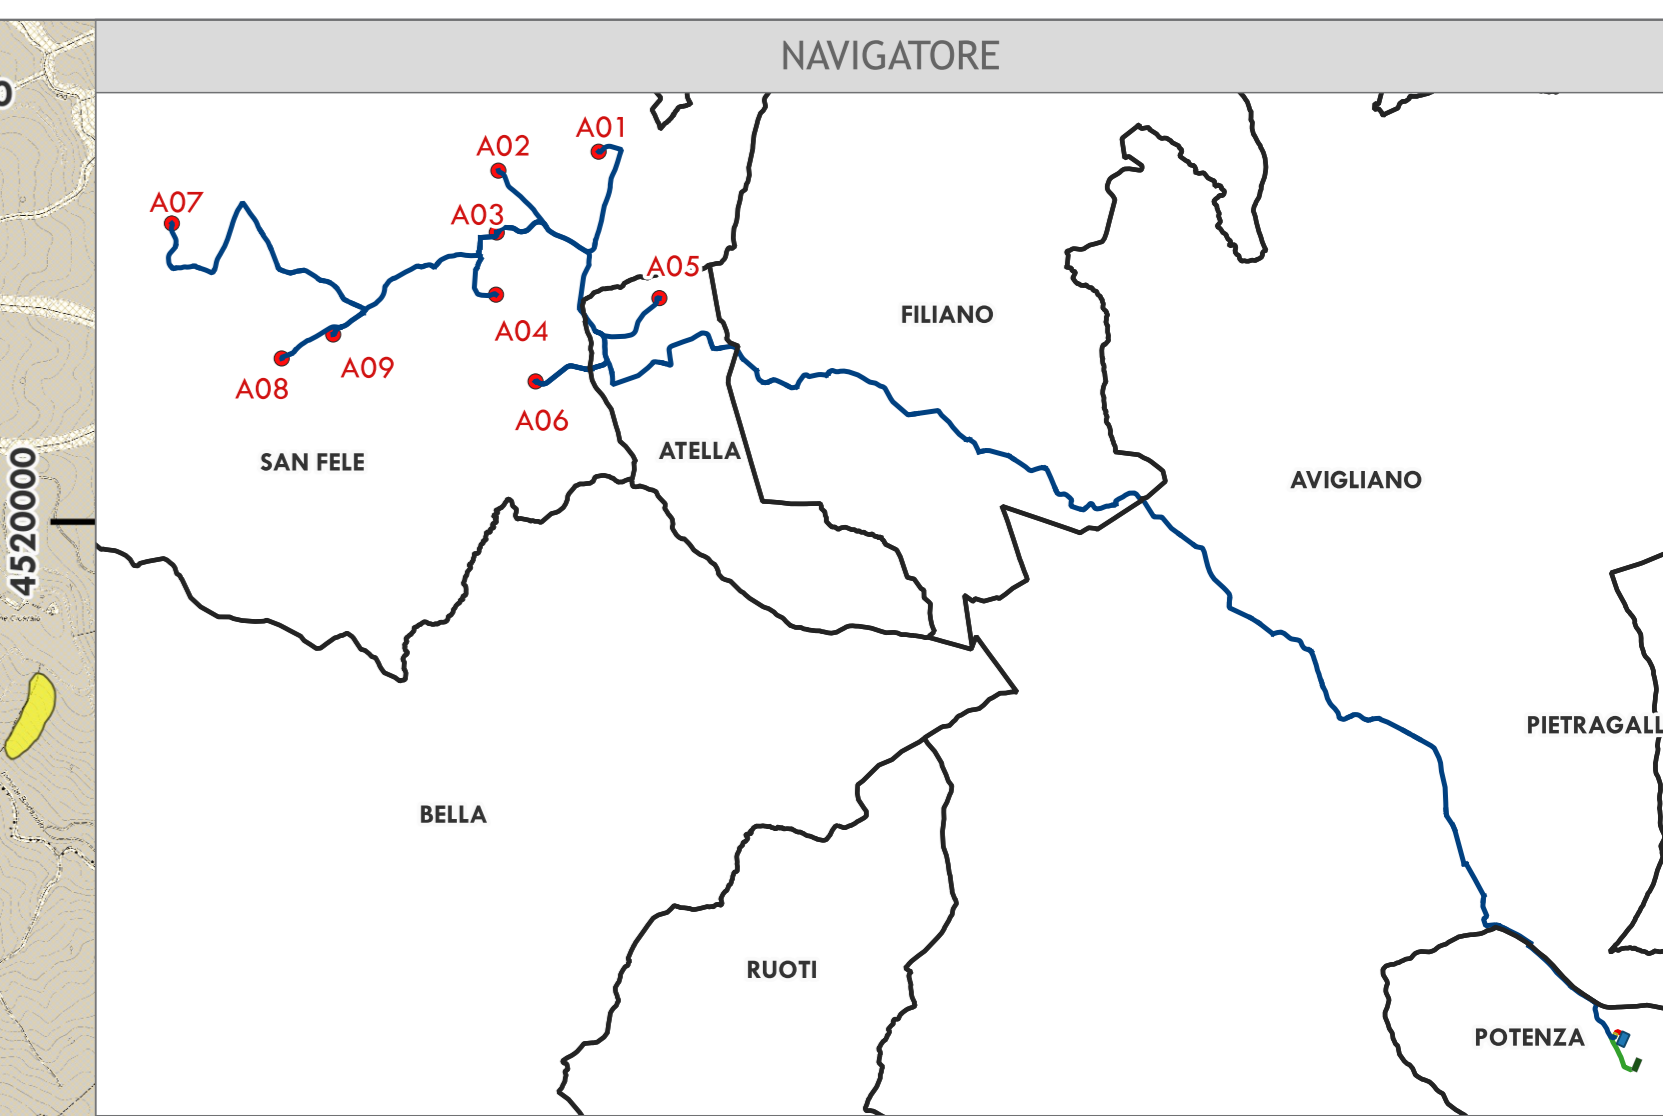 NAVIGATORE
0
A01
A02
A07
A03
A05
FILIANO
A04
A09
A08
A06
ATELLA
SAN FELE
AVIGLIANO
4520000
PIETRAGALL
BELLA
RUOTI
POTENZA